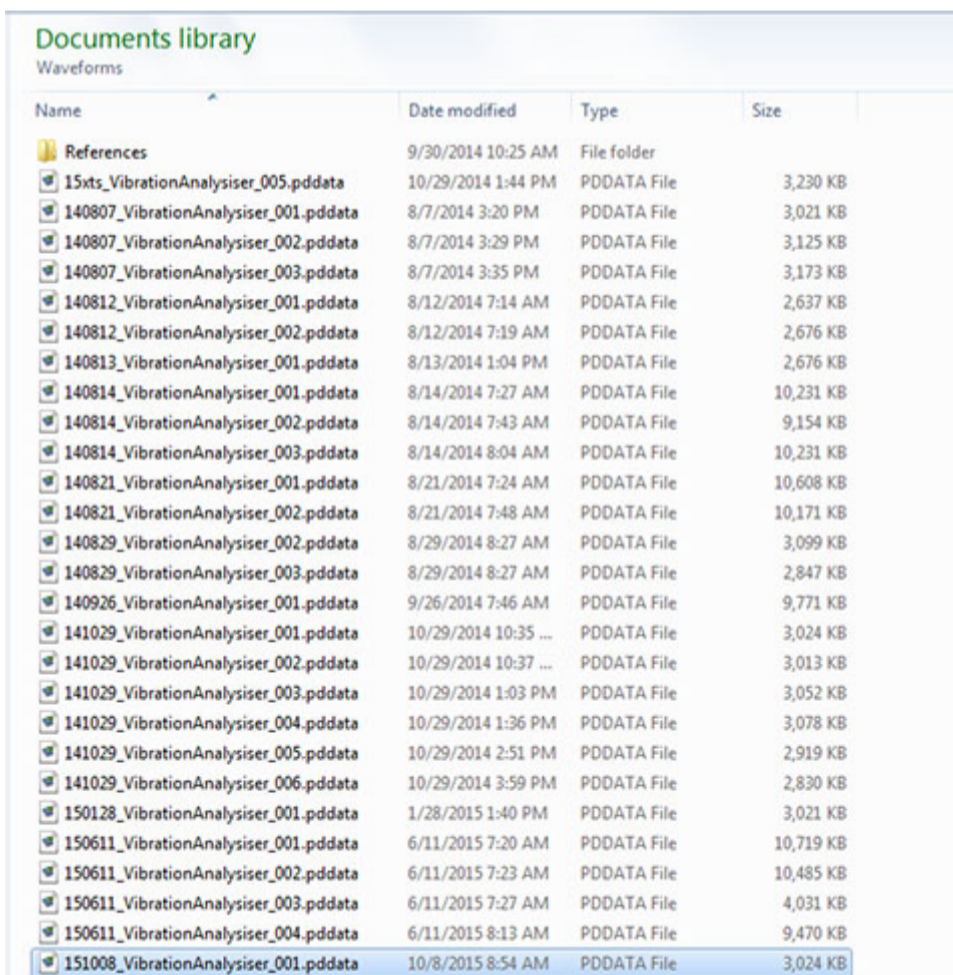 Documents library
Waveforms
Name Date modified Type Size
References 9/30/2014 10:25 AM File folder
15xts_VibrationAnalysiser_005.pddata 10/29/2014 1:44 PM PDDATA File 3,230 KB
140807_VibrationAnalysiser_001.pddata 8/7/2014 3:20 PM PDDATA File 3,021 KB
140807_VibrationAnalysiser_002.pddata 8/7/2014 3:29 PM PDDATA File 3,125 KB
140807_VibrationAnalysiser_003.pddata 8/7/2014 3:35 PM PDDATA File 3,173 KB
140812_VibrationAnalysiser_001.pddata 8/12/2014 7:14 AM PDDATA File 2,637 KB
140812_VibrationAnalysiser_002.pddata 8/12/2014 7:19 AM PDDATA File 2,676 KB
140813_VibrationAnalysiser_001.pddata 8/13/2014 1:04 PM PDDATA File 2,676 KB
140814_VibrationAnalysiser_001.pddata 8/14/2014 7:27 AM PDDATA File 10,231 KB
140814_VibrationAnalysiser_002.pddata 8/14/2014 7:43 AM PDDATA File 9,154 KB
140814_VibrationAnalysiser_003.pddata 8/14/2014 8:04 AM PDDATA File 10,231 KB
140821_VibrationAnalysiser_001.pddata 8/21/2014 7:24 AM PDDATA File 10,608 KB
140821_VibrationAnalysiser_002.pddata 8/21/2014 7:48 AM PDDATA File 10,171 KB
140829_VibrationAnalysiser_002.pddata 8/29/2014 8:27 AM PDDATA File 3,099 KB
140829_VibrationAnalysiser_003.pddata 8/29/2014 8:27 AM PDDATA File 2,847 KB
140926_VibrationAnalysiser_001.pddata 9/26/2014 7:46 AM PDDATA File 9,771 KB
141029_VibrationAnalysiser_001.pddata 10/29/2014 10:35 ... PDDATA File 3,024 KB
141029_VibrationAnalysiser_002.pddata 10/29/2014 10:37 ... PDDATA File 3,013 KB
141029_VibrationAnalysiser_003.pddata 10/29/2014 1:03 PM PDDATA File 3,052 KB
141029_VibrationAnalysiser_004.pddata 10/29/2014 1:36 PM PDDATA File 3,078 KB
141029_VibrationAnalysiser_005.pddata 10/29/2014 2:51 PM PDDATA File 2,919 KB
141029_VibrationAnalysiser_006.pddata 10/29/2014 3:59 PM PDDATA File 2,830 KB
150128_VibrationAnalysiser_001.pddata 1/28/2015 1:40 PM PDDATA File 3,021 KB
150611_VibrationAnalysiser_001.pddata 6/11/2015 7:20 AM PDDATA File 10,719 KB
150611_VibrationAnalysiser_002.pddata 6/11/2015 7:23 AM PDDATA File 10,485 KB
150611_VibrationAnalysiser_003.pddata 6/11/2015 7:27 AM PDDATA File 4,031 KB
150611_VibrationAnalysiser_004.pddata 6/11/2015 8:13 AM PDDATA File 9,470 KB
151008_VibrationAnalysiser_001.pddata 10/8/2015 8:54 AM PDDATA File 3,024 KB